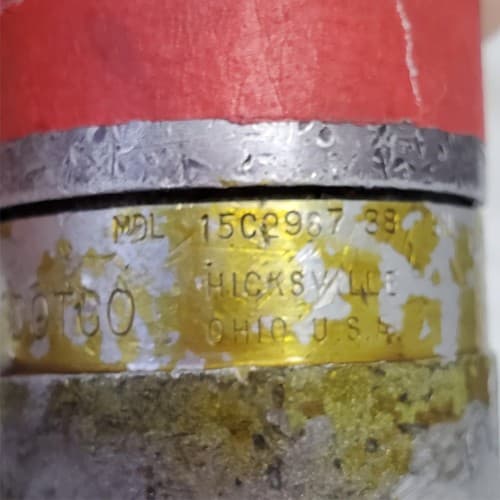 MDL 15C2967 38
HICKSVILLE
DOTCO
OHIO U.S.A.